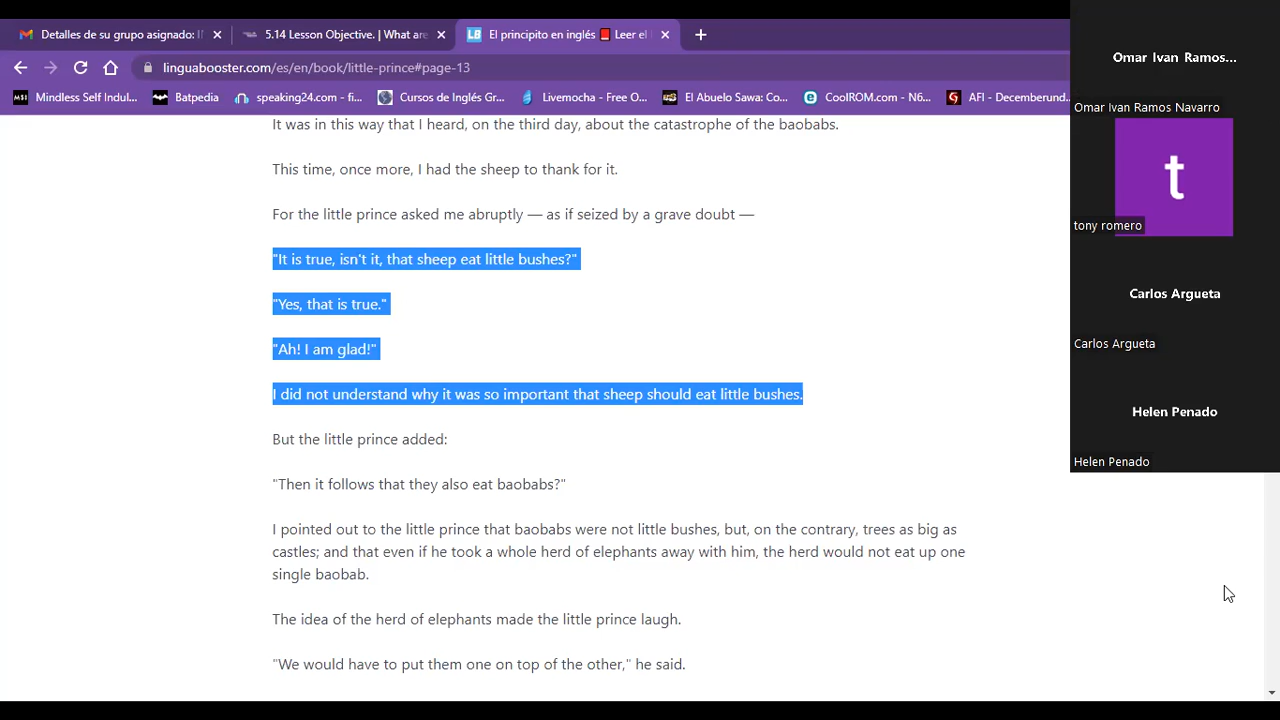 Detalles de su grupo asignado: I
5.14 Lesson Objective. | What are
LB El principito en inglés 📕 Leer el l
linguabooster.com/es/en/book/little-prince#page-13
MSI Mindless Self Indul...
Batpedia
speaking24.com - fi...
Cursos de Inglés Gr...
Livemocha - Free O...
El Abuelo Sawa: Co...
CoolROM.com - N6...
AFI - Decemberund...
It was in this way that I heard, on the third day, about the catastrophe of the baobabs.
This time, once more, I had the sheep to thank for it.
For the little prince asked me abruptly — as if seized by a grave doubt —
"It is true, isn't it, that sheep eat little bushes?"
"Yes, that is true."
"Ah! I am glad!"
I did not understand why it was so important that sheep should eat little bushes.
But the little prince added:
"Then it follows that they also eat baobabs?"
I pointed out to the little prince that baobabs were not little bushes, but, on the contrary, trees as big as
castles; and that even if he took a whole herd of elephants away with him, the herd would not eat up one
single baobab.
The idea of the herd of elephants made the little prince laugh.
"We would have to put them one on top of the other," he said.
Omar Ivan Ramos...
Omar Ivan Ramos Navarro
t
tony romero
Carlos Argueta
Carlos Argueta
Helen Penado
Helen Penado